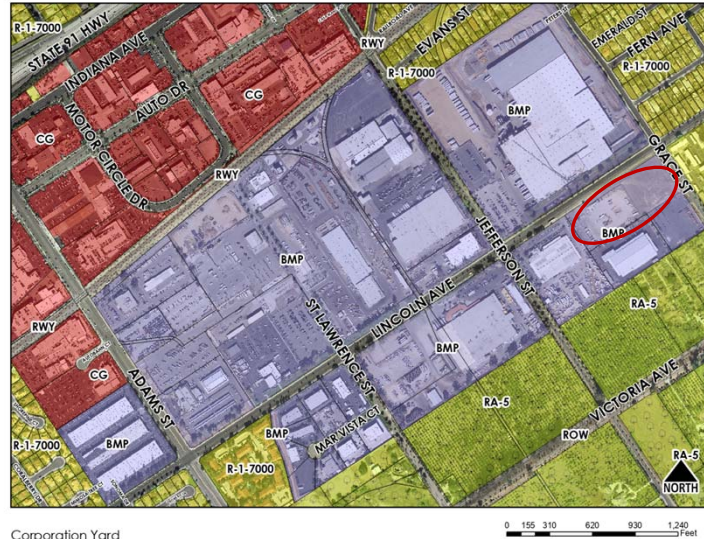 R-1-7000
STATE 91 HWY
INDIANA AVE
AUTO DR
MOTOR CIRCLE DR
CG
CG
CG
RWY
EVANS ST
EMERALD ST
FERN AVE
R-1-7000
BMP
GRACE ST
RWY
JEFFERSON ST
BMP
BMP
LINCOLN AVE
ST LAWRENCE ST
RA-5
RWY
CG
ADAMS ST
BMP
BMP
R-1-7000
BMP
MAR VISTA CT
R-1-7000
RA-5
VICTORIA AVE
ROW
RA-5
NORTH
Corporation Yard
0 155 310 620 930 1,240
Feet